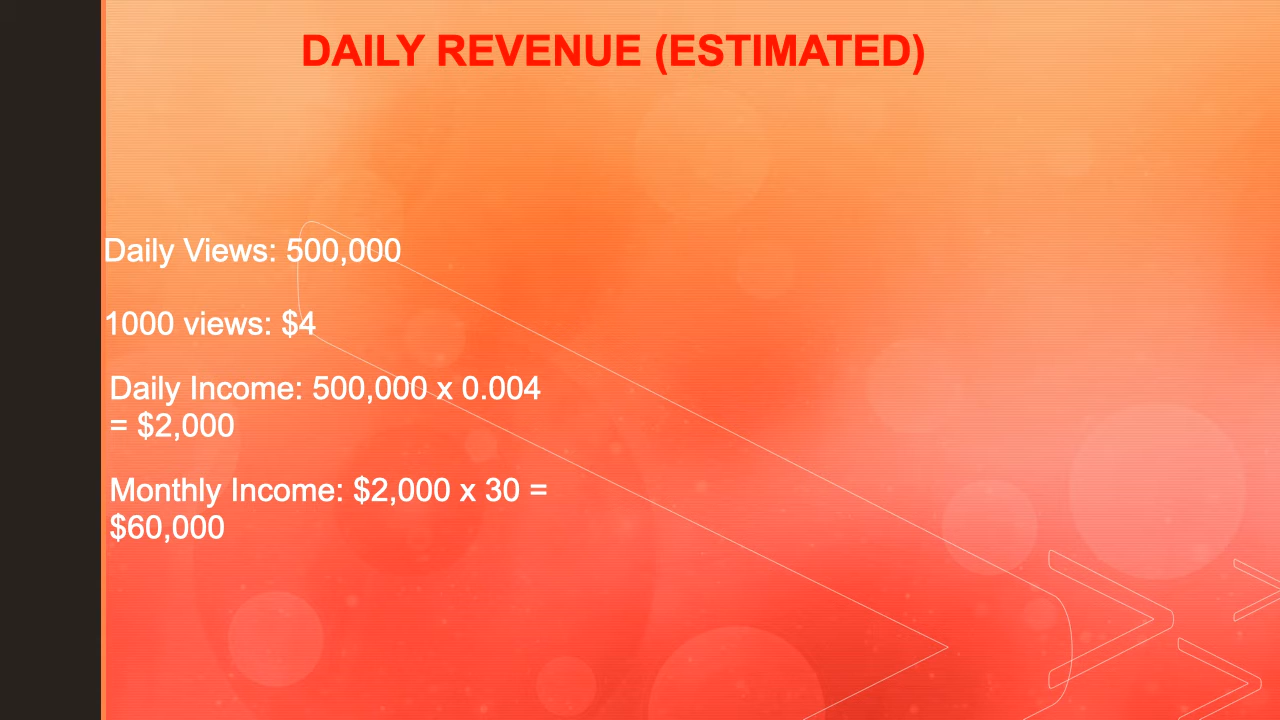 DAILY REVENUE (ESTIMATED)
Daily Views: 500,000
1000 views: $4
Daily Income: 500,000 x 0.004
= $2,000
Monthly Income: $2,000 x 30 =
$60,000